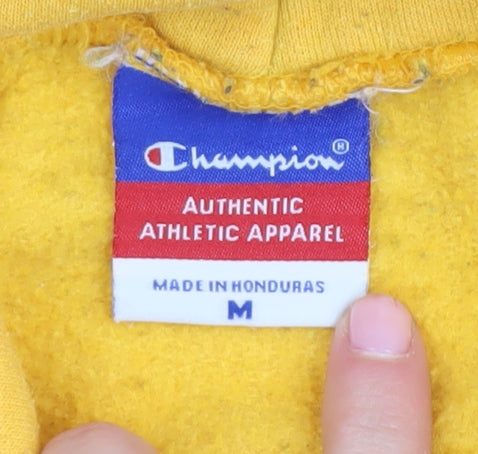 Champion®
AUTHENTIC
ATHLETIC APPAREL
MADE IN HONDURAS
M